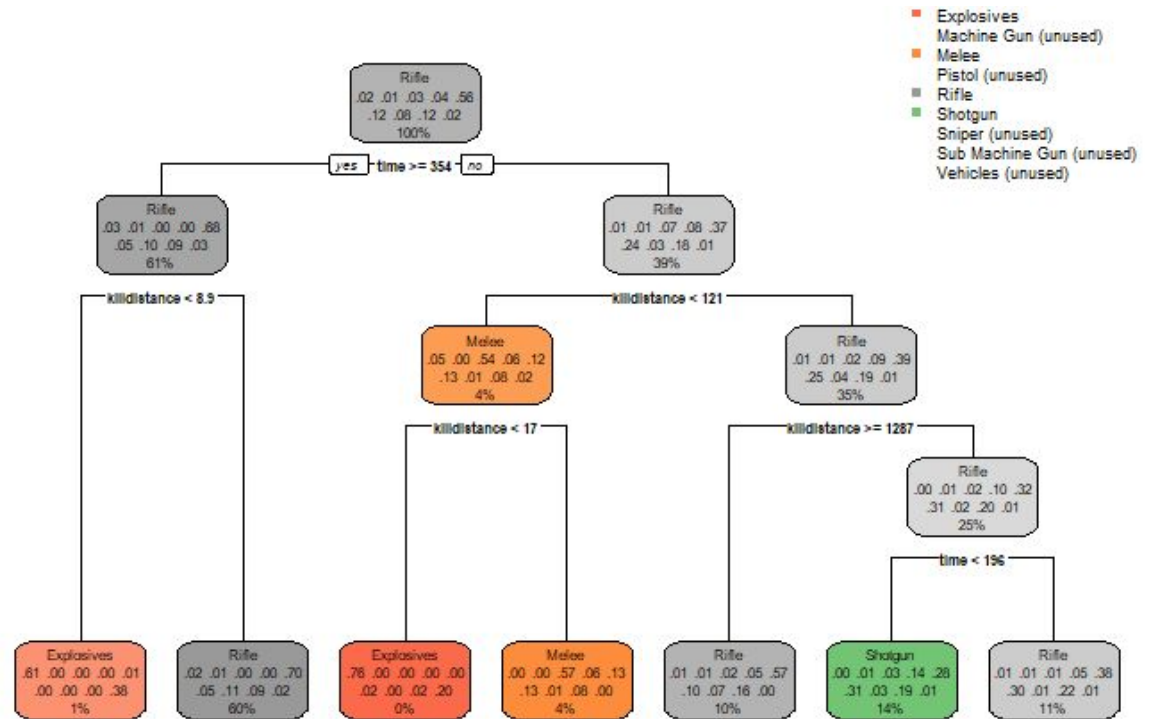 Explosives
Machine Gun (unused)
Melee
Pistol (unused)
Rifle
Shotgun
Sniper (unused)
Sub Machine Gun (unused)
Vehicles (unused)
Rifle
.02 .01 .03 .04 .56
.12 .08 .12 .02
100%
yes time >= 354 no
Rifle
.03 .01 .00 .00 .68
.05 .10 .09 .03
61%
Rifle
.01 .01 .07 .08 .37
.24 .03 .18 .01
39%
killdistance < 8.9
killdistance < 121
Melee
.05 .00 .54 .06 .12
.13 .01 .08 .02
4%
Rifle
.01 .01 .02 .09 .39
.25 .04 .19 .01
35%
killdistance < 17
killdistance >= 1287
Rifle
.00 .01 .02 .10 .32
.31 .02 .20 .01
25%
time < 196
Explosives
.61 .00 .00 .00 .01
.00 .00 .00 .38
1%
Rifle
.02 .01 .00 .00 .70
.05 .11 .09 .02
60%
Explosives
.76 .00 .00 .00 .00
.02 .00 .02 .20
0%
Melee
.00 .00 .57 .06 .13
.13 .01 .08 .00
4%
Rifle
.01 .01 .02 .05 .57
.10 .07 .16 .00
10%
Shotgun
.00 .01 .03 .14 .28
.31 .03 .19 .01
14%
Rifle
.01 .01 .01 .05 .38
.30 .01 .22 .01
11%